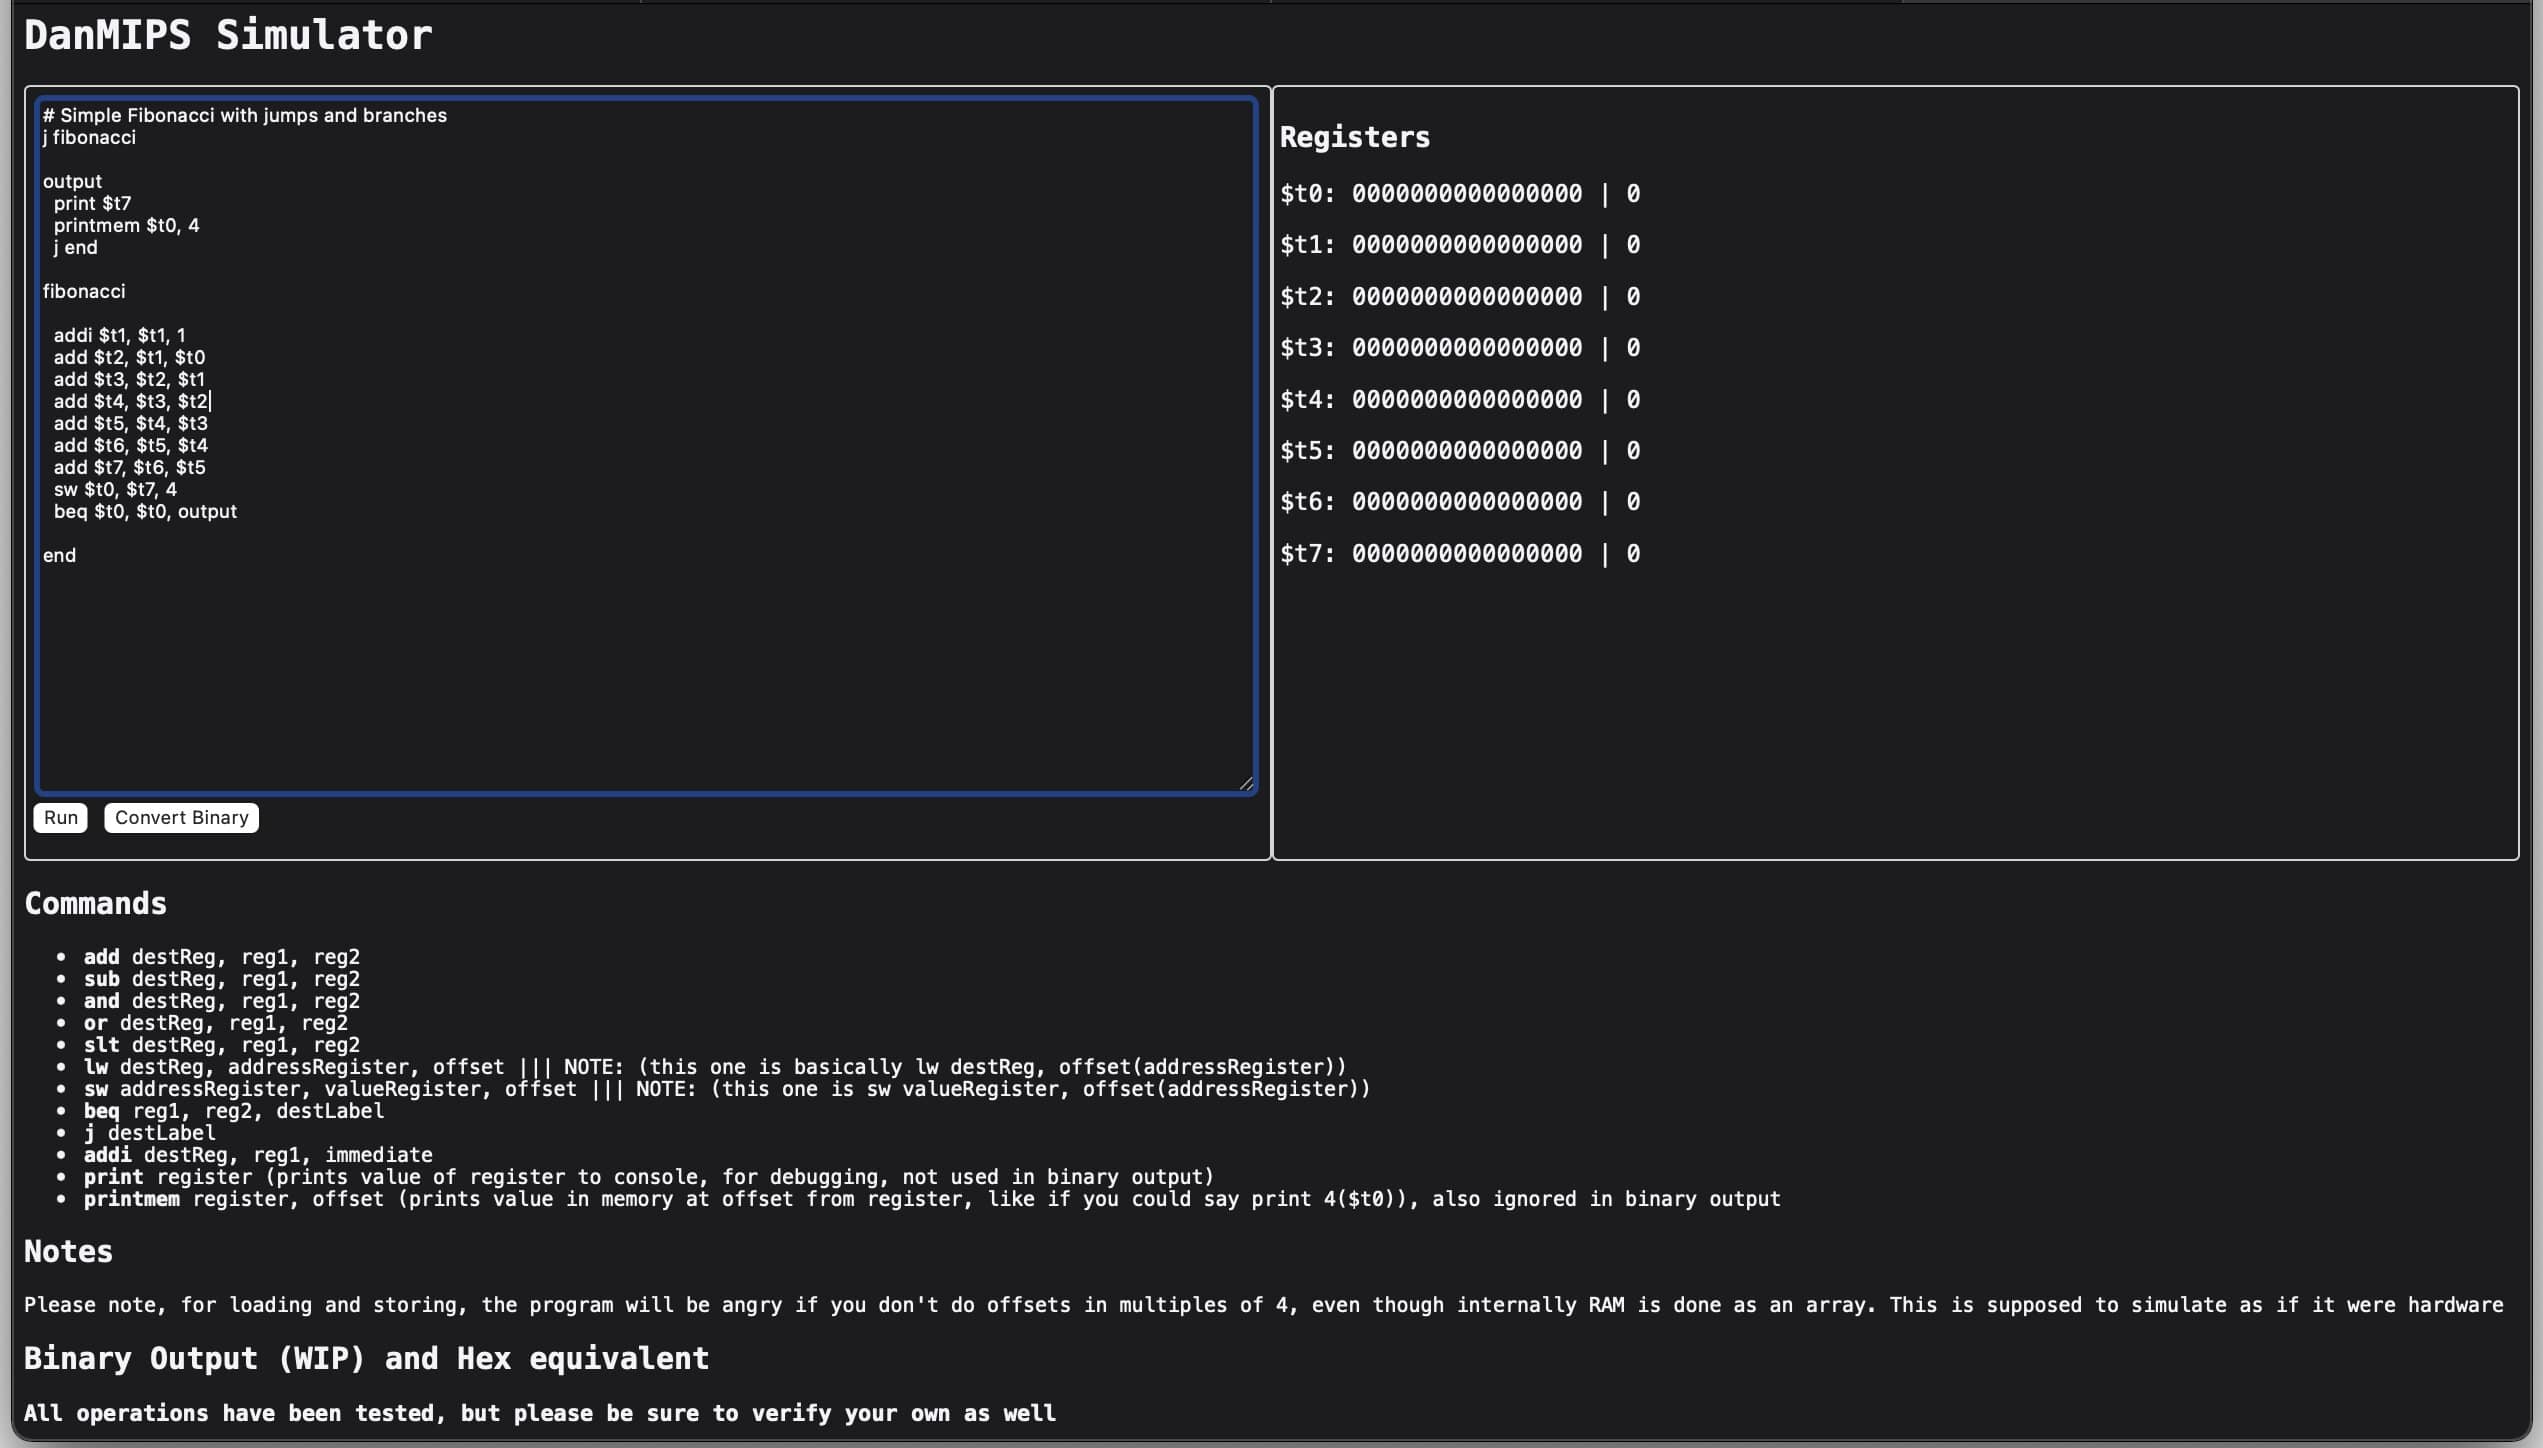 DanMIPS Simulator
# Simple Fibonacci with jumps and branches
j fibonacci
output
print $t7
printmem $t0, 4
j end
fibonacci
addi $t1, $t1, 1
add $t2, $t1, $t0
add $t3, $t2, $t1
add $t4, $t3, $t2
add $t5, $t4, $t3
add $t6, $t5, $t4
add $t7, $t6, $t5
sw $t0, $t7, 4
beq $t0, $t0, output
end
Run Convert Binary
Registers
$t0: 0000000000000000 | 0
$t1: 0000000000000000 | 0
$t2: 0000000000000000 | 0
$t3: 0000000000000000 | 0
$t4: 0000000000000000 | 0
$t5: 0000000000000000 | 0
$t6: 0000000000000000 | 0
$t7: 0000000000000000 | 0
Commands
• add destReg, reg1, reg2
• sub destReg, reg1, reg2
• and destReg, reg1, reg2
• or destReg, reg1, reg2
• slt destReg, reg1, reg2
• lw destReg, addressRegister, offset ||| NOTE: (this one is basically lw destReg, offset(addressRegister))
• sw addressRegister, valueRegister, offset ||| NOTE: (this one is sw valueRegister, offset(addressRegister))
• beq reg1, reg2, destLabel
• j destLabel
• addi destReg, reg1, immediate
• print register (prints value of register to console, for debugging, not used in binary output)
• printmem register, offset (prints value in memory at offset from register, like if you could say print 4($t0)), also ignored in binary output
Notes
Please note, for loading and storing, the program will be angry if you don't do offsets in multiples of 4, even though internally RAM is done as an array. This is supposed to simulate as if it were hardware
Binary Output (WIP) and Hex equivalent
All operations have been tested, but please be sure to verify your own as well